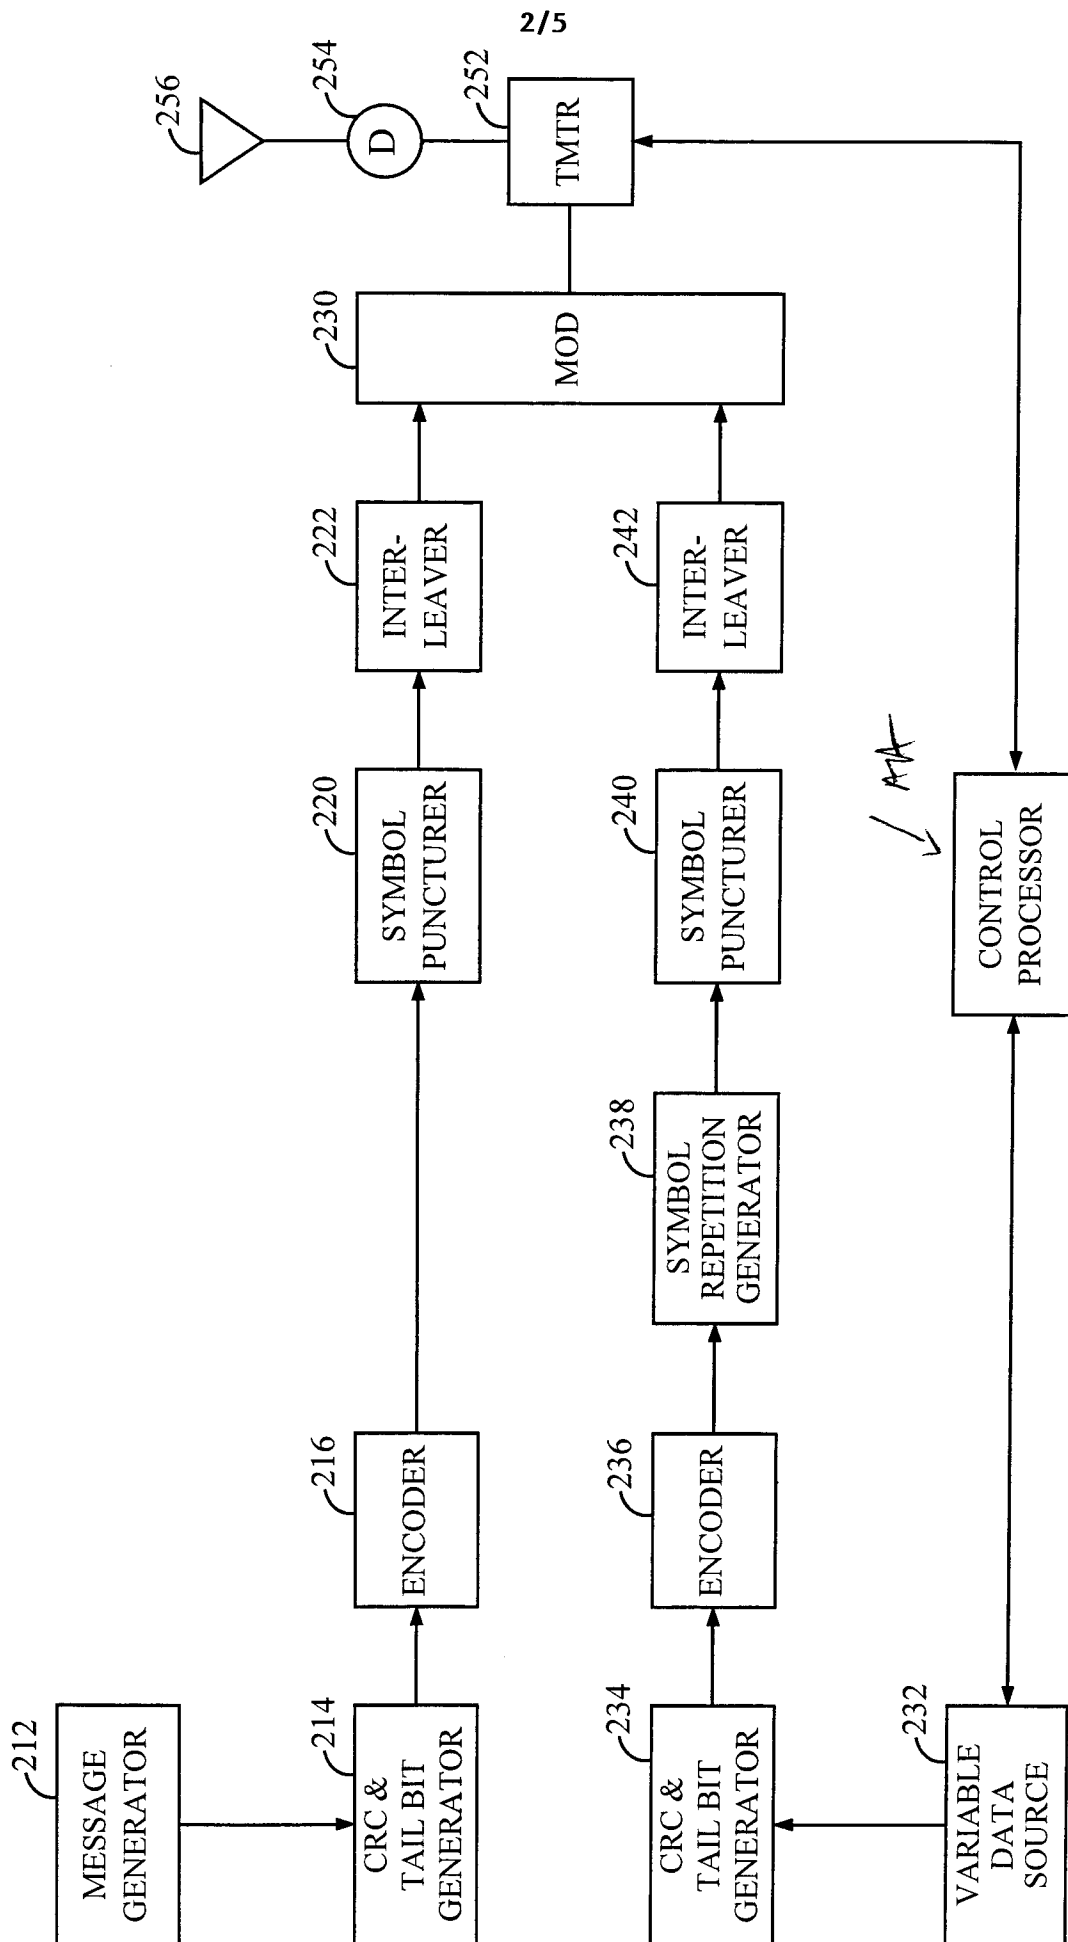 2/5
212
MESSAGE
GENERATOR
214
CRC &
TAIL BIT
GENERATOR
216
ENCODER
220
SYMBOL
PUNCTURER
222
INTER-
LEAVER
230
MOD
252
TMTR
254
D
256
234
CRC &
TAIL BIT
GENERATOR
236
ENCODER
238
SYMBOL
REPETITION
GENERATOR
240
SYMBOL
PUNCTURER
242
INTER-
LEAVER
232
VARIABLE
DATA
SOURCE
CONTROL
PROCESSOR